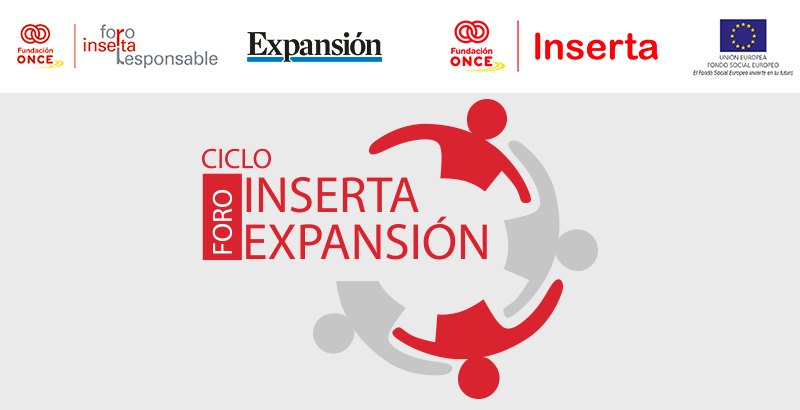 Fundación
ONCE
foro
inserta
responsable
Expansión
Fundación
ONCE
Inserta
UNIÓN EUROPEA
FONDO SOCIAL EUROPEO
El Fondo Social Europeo invierte en tu futuro
CICLO
FORO
INSERTA
EXPANSIÓN